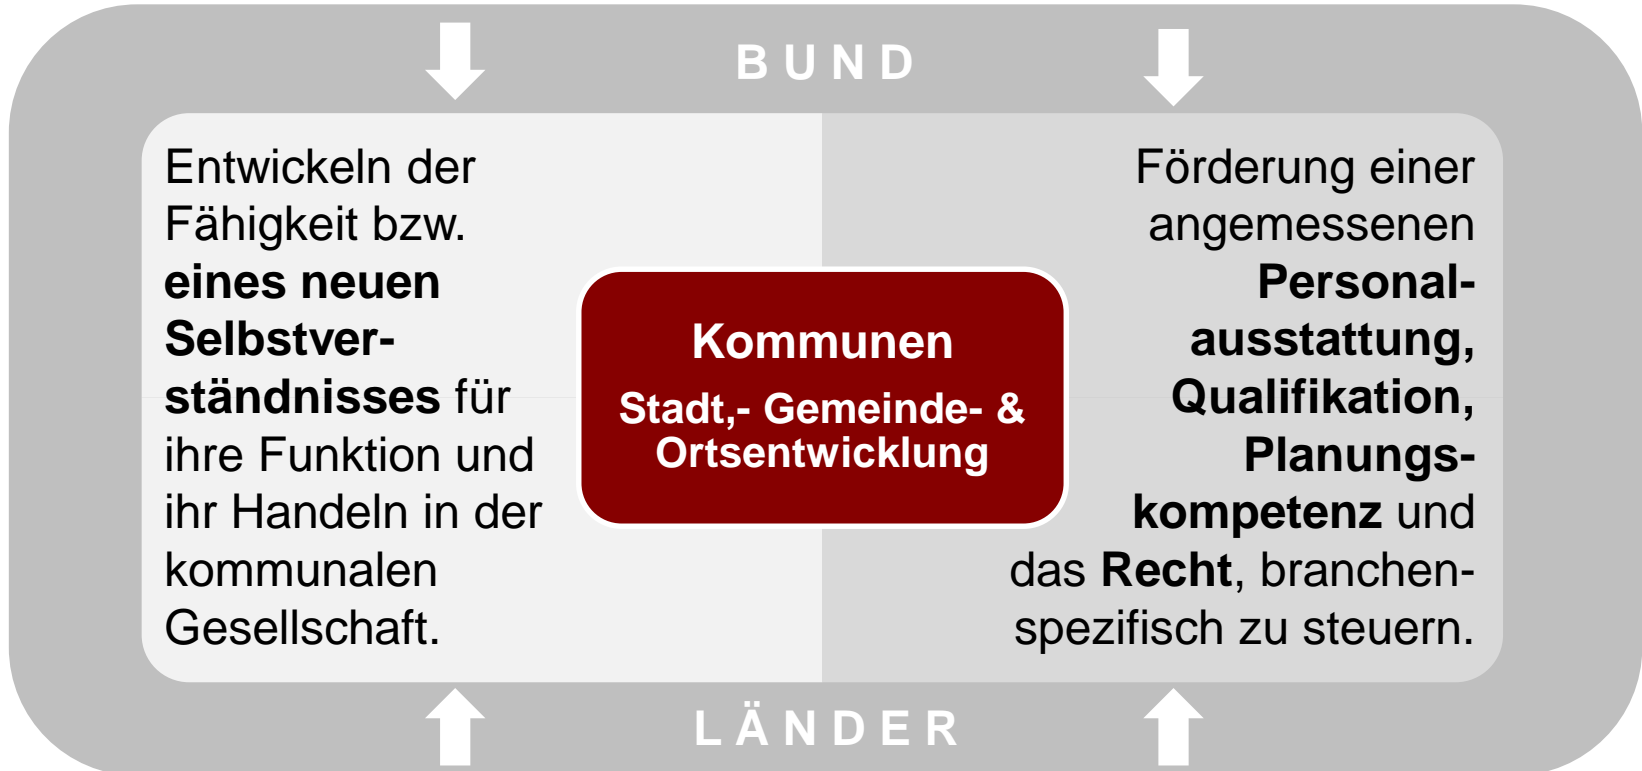 BUND
Entwickeln der
Fähigkeit bzw.
eines neuen
Selbstver-
ständnisses für
ihre Funktion und
ihr Handeln in der
kommunalen
Gesellschaft.
Kommunen
Stadt,- Gemeinde- &
Ortsentwicklung
Förderung einer
angemessenen
Personal-
ausstattung,
Qualifikation,
Planungs-
kompetenz und
das Recht, branchen-
spezifisch zu steuern.
LÄNDER